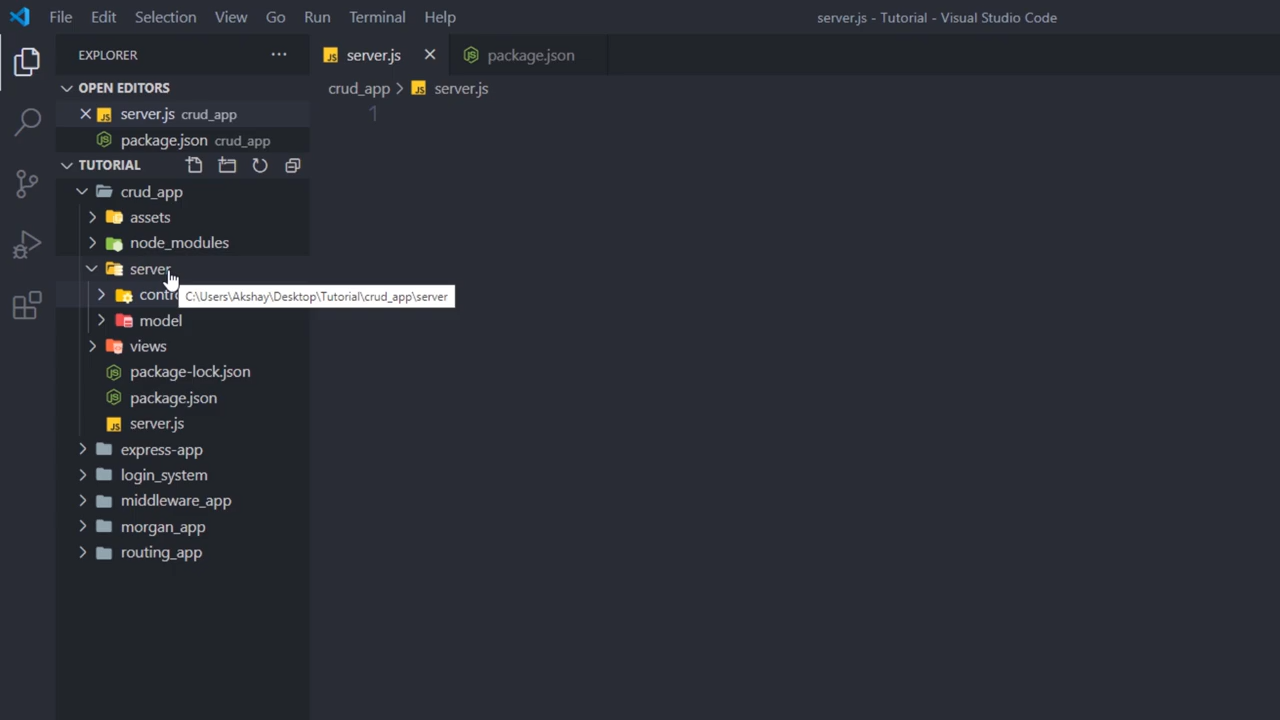 File Edit Selection View Go Run Terminal Help server.js - Tutorial - Visual Studio Code
EXPLORER
server.js
package.json
OPEN EDITORS
crud_app server.js
server.js crud_app
1
package.json crud_app
TUTORIAL
crud_app
assets
node_modules
server
C:\Users\Akshay\Desktop\Tutorial\crud_app\server
model
views
package-lock.json
package.json
server.js
express-app
login_system
middleware_app
morgan_app
routing_app